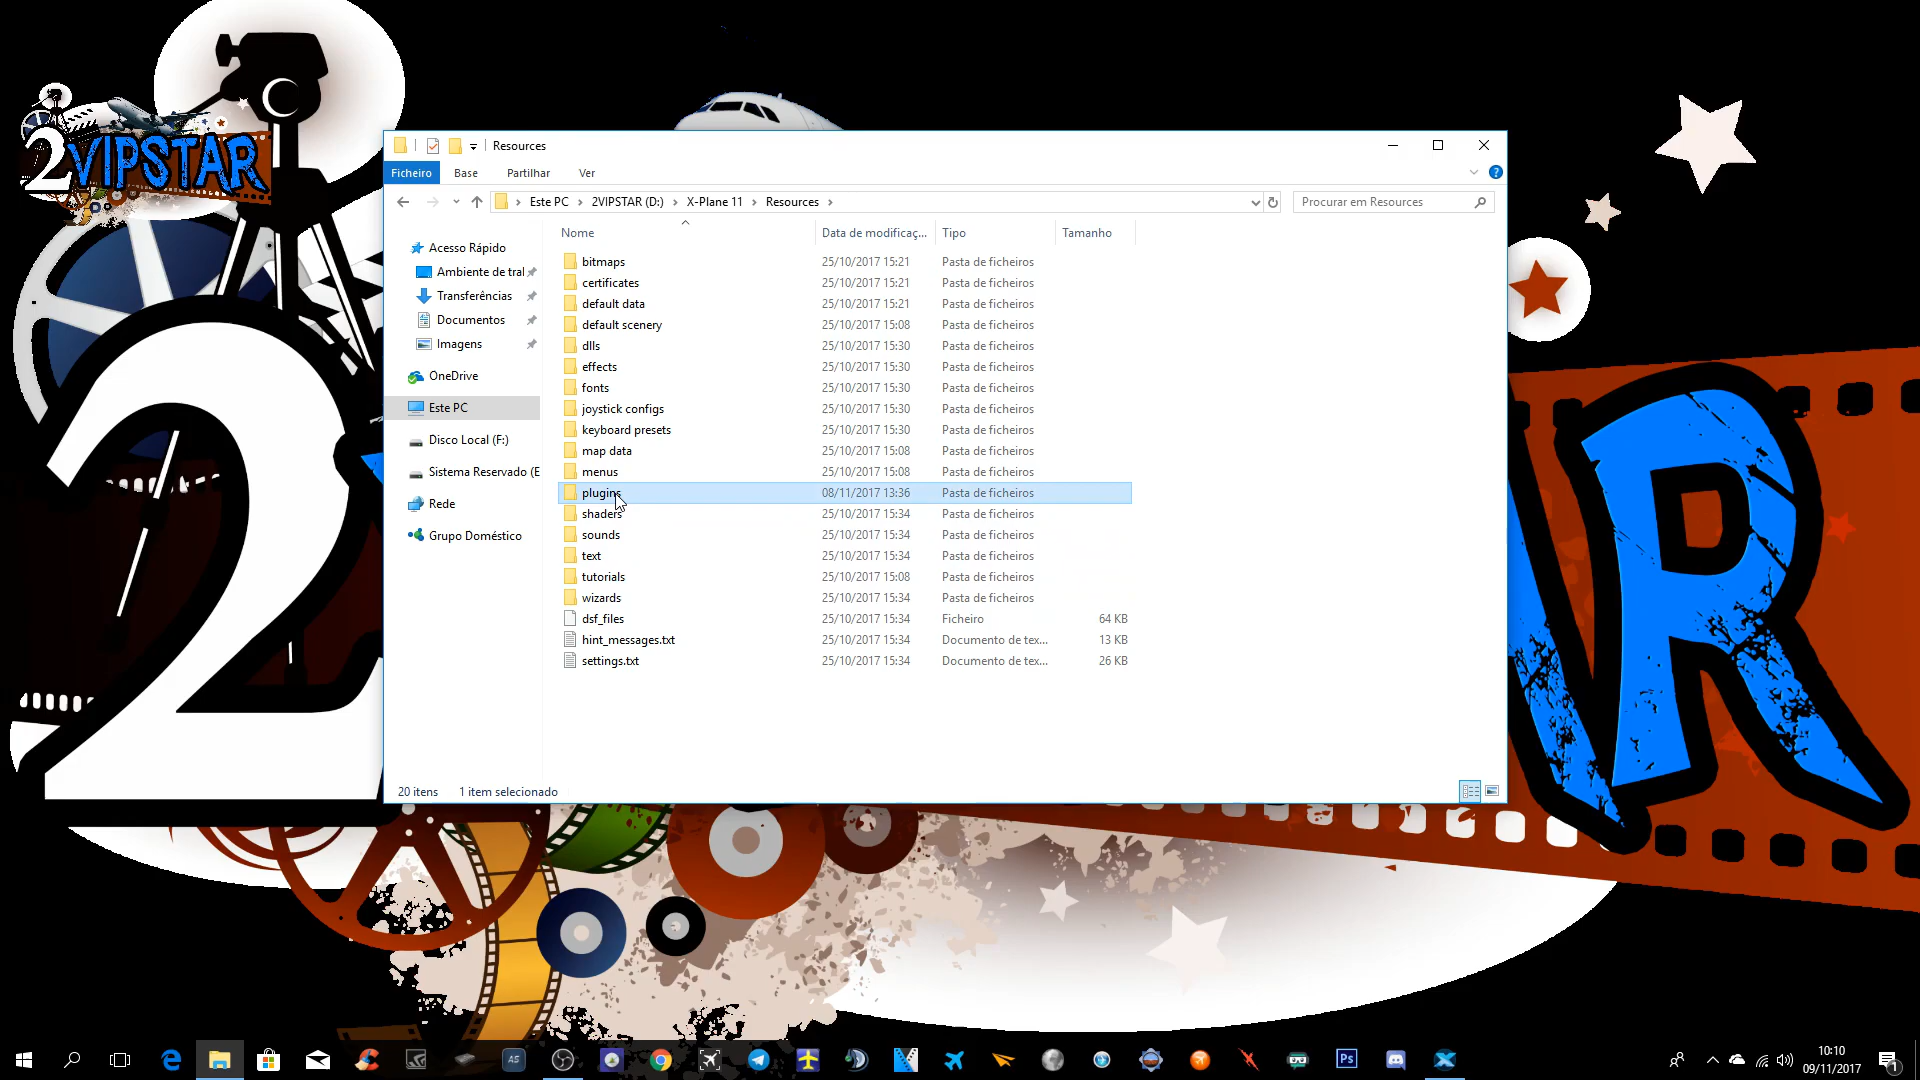 2VIPSTAR
Resources
Ficheiro Base Partilhar Ver
Este PC > 2VIPSTAR (D:) > X-Plane 11 > Resources >
Procurar em Resources
Nome Data de modificaç... Tipo Tamanho
Acesso Rápido
Ambiente de tral
Transferências
Documentos
Imagens
OneDrive
Este PC
Disco Local (F:)
Sistema Reservado (E
Rede
Grupo Doméstico
bitmaps 25/10/2017 15:21 Pasta de ficheiros
certificates 25/10/2017 15:21 Pasta de ficheiros
default data 25/10/2017 15:21 Pasta de ficheiros
default scenery 25/10/2017 15:08 Pasta de ficheiros
dlls 25/10/2017 15:30 Pasta de ficheiros
effects 25/10/2017 15:30 Pasta de ficheiros
fonts 25/10/2017 15:30 Pasta de ficheiros
joystick configs 25/10/2017 15:30 Pasta de ficheiros
keyboard presets 25/10/2017 15:30 Pasta de ficheiros
map data 25/10/2017 15:08 Pasta de ficheiros
menus 25/10/2017 15:08 Pasta de ficheiros
plugins 08/11/2017 13:36 Pasta de ficheiros
shaders 25/10/2017 15:34 Pasta de ficheiros
sounds 25/10/2017 15:34 Pasta de ficheiros
text 25/10/2017 15:34 Pasta de ficheiros
tutorials 25/10/2017 15:08 Pasta de ficheiros
wizards 25/10/2017 15:34 Pasta de ficheiros
dsf_files 25/10/2017 15:34 Ficheiro 64 KB
hint_messages.txt 25/10/2017 15:34 Documento de tex... 13 KB
settings.txt 25/10/2017 15:34 Documento de tex... 26 KB
20 itens 1 item selecionado
2 R
AS
Ps
10:10
09/11/2017
1